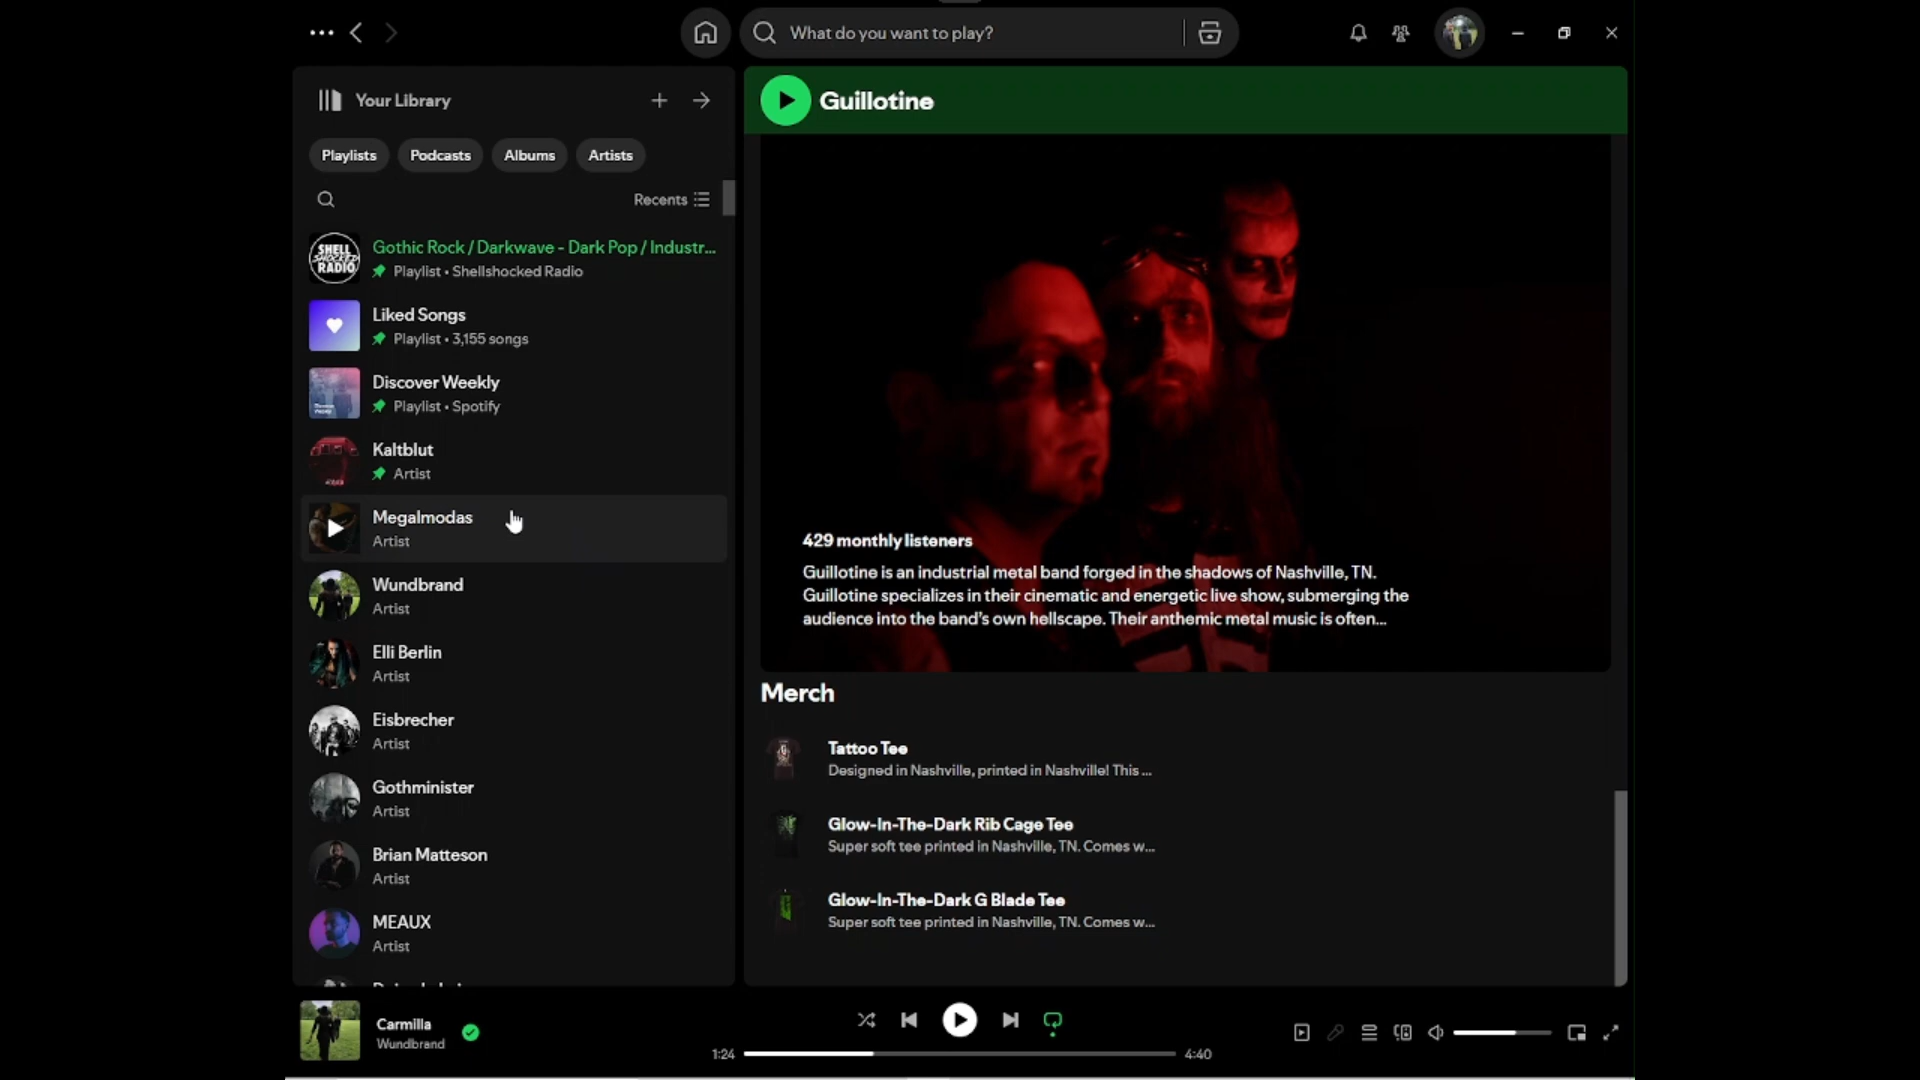 What do you want to play?
Your Library
Playlists Podcasts Albums Artists
Recents
SHELL SHOCKED RADIO
Gothic Rock / Darkwave - Dark Pop / Industr...
Playlist • Shellshocked Radio
Liked Songs
Playlist • 3,155 songs
Discover Weekly
Playlist • Spotify
Kaltblut
Artist
Megalmodas
Artist
Wundbrand
Artist
Elli Berlin
Artist
Eisbrecher
Artist
Gothminister
Artist
Brian Matteson
Artist
MEAUX
Artist
Guillotine
429 monthly listeners
Guillotine is an industrial metal band forged in the shadows of Nashville, TN.
Guillotine specializes in their cinematic and energetic live show, submerging the
audience into the band's own hellscape. Their anthemic metal music is often...
Merch
Tattoo Tee
Designed in Nashville, printed in Nashville! This ...
Glow-In-The-Dark Rib Cage Tee
Super soft tee printed in Nashville, TN. Comes w...
Glow-In-The-Dark G Blade Tee
Super soft tee printed in Nashville, TN. Comes w...
Carmilla
Wundbrand
1:24
4:40